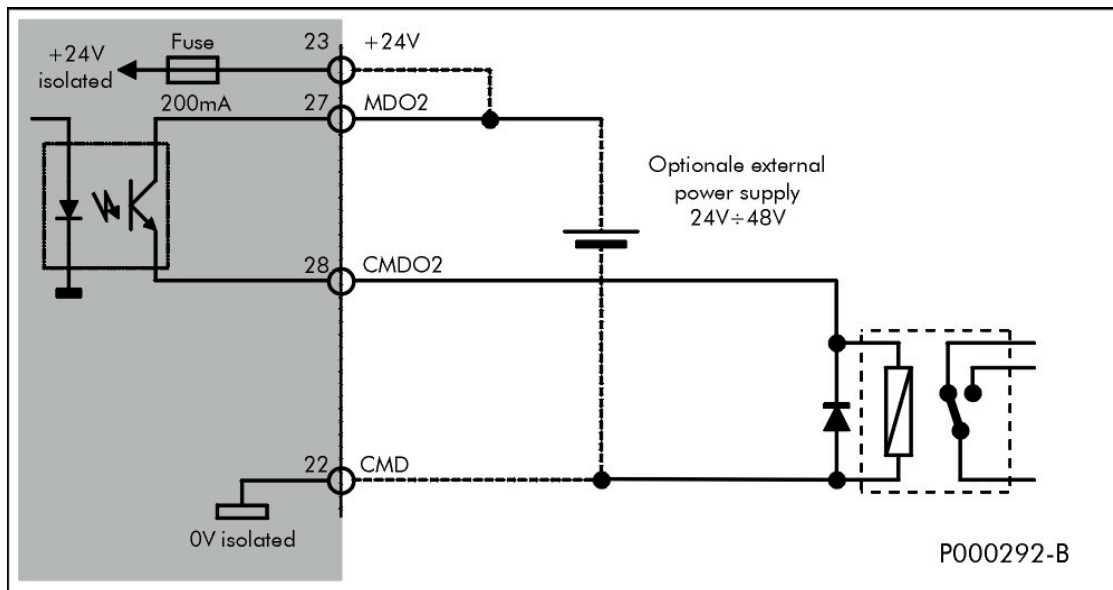 +24V
isolated
Fuse
200mA
23
+24V
27
MDO2
Optionale external
power supply
24V÷48V
28
CMDO2
22
CMD
0V isolated
P000292-B